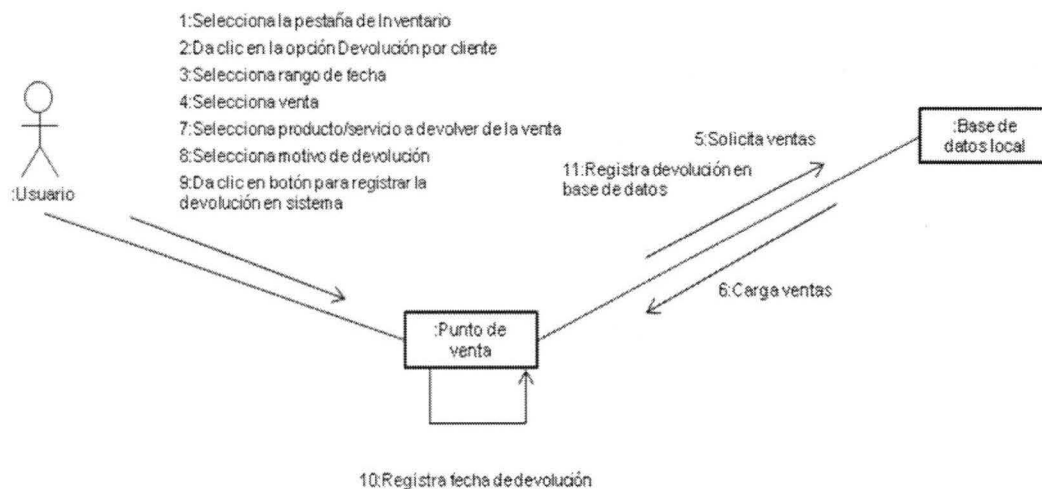 1:Selecciona la pestaña de Inventario
2:Da clic en la opción Devolución por cliente
3:Selecciona rango de fecha
4:Selecciona venta
7:Selecciona producto/servicio a devolver de la venta
8:Selecciona motivo de devolución
9:Da clic en botón para registrar la
devolución en sistema
:Usuario
5:Solicita ventas
11:Registra devolución en
base de datos
:Base de
datos local
6:Carga ventas
:Punto de
venta
10:Registra fecha de devolución